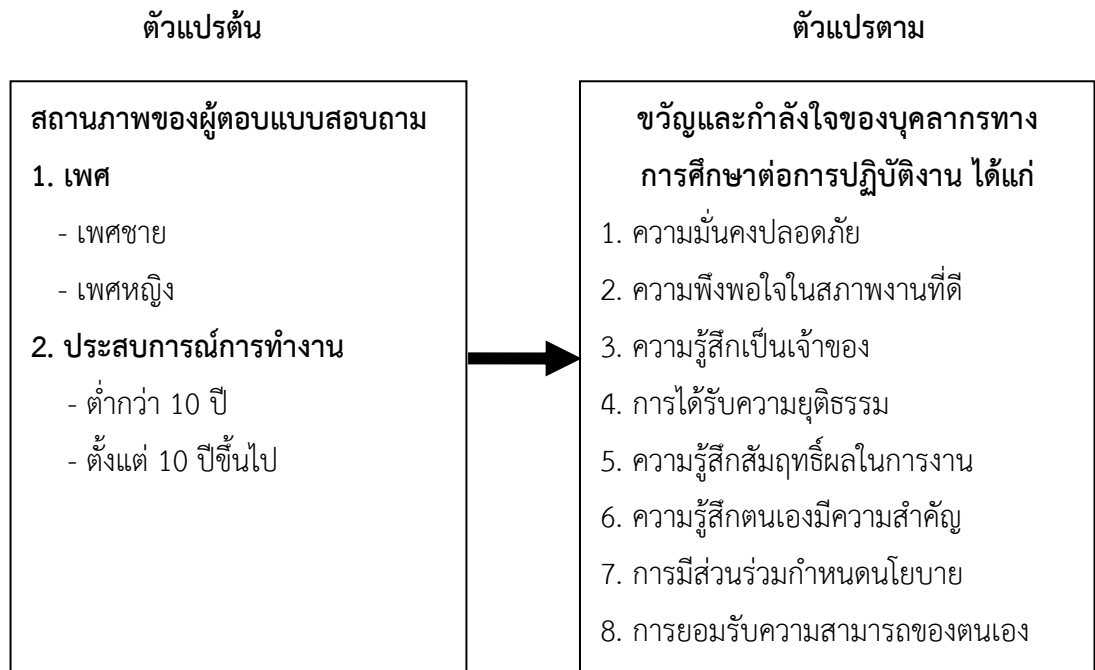 ตัวแปรต้น
สถานภาพของผู้ตอบแบบสอบถาม
1. เพศ
- เพศชาย
- เพศหญิง
2. ประสบการณ์การทำงาน
- ต่ำกว่า 10 ปี
- ตั้งแต่ 10 ปีขึ้นไป
ตัวแปรตาม
ขวัญและกำลังใจของบุคลากรทาง
การศึกษาต่อการปฏิบัติงาน ได้แก่
1. ความมั่นคงปลอดภัย
2. ความพึงพอใจในสภาพงานที่ดี
3. ความรู้สึกเป็นเจ้าของ
4. การได้รับความยุติธรรม
5. ความรู้สึกสัมฤทธิ์ผลในการงาน
6. ความรู้สึกตนเองมีความสำคัญ
7. การมีส่วนร่วมกำหนดนโยบาย
8. การยอมรับความสามารถของตนเอง